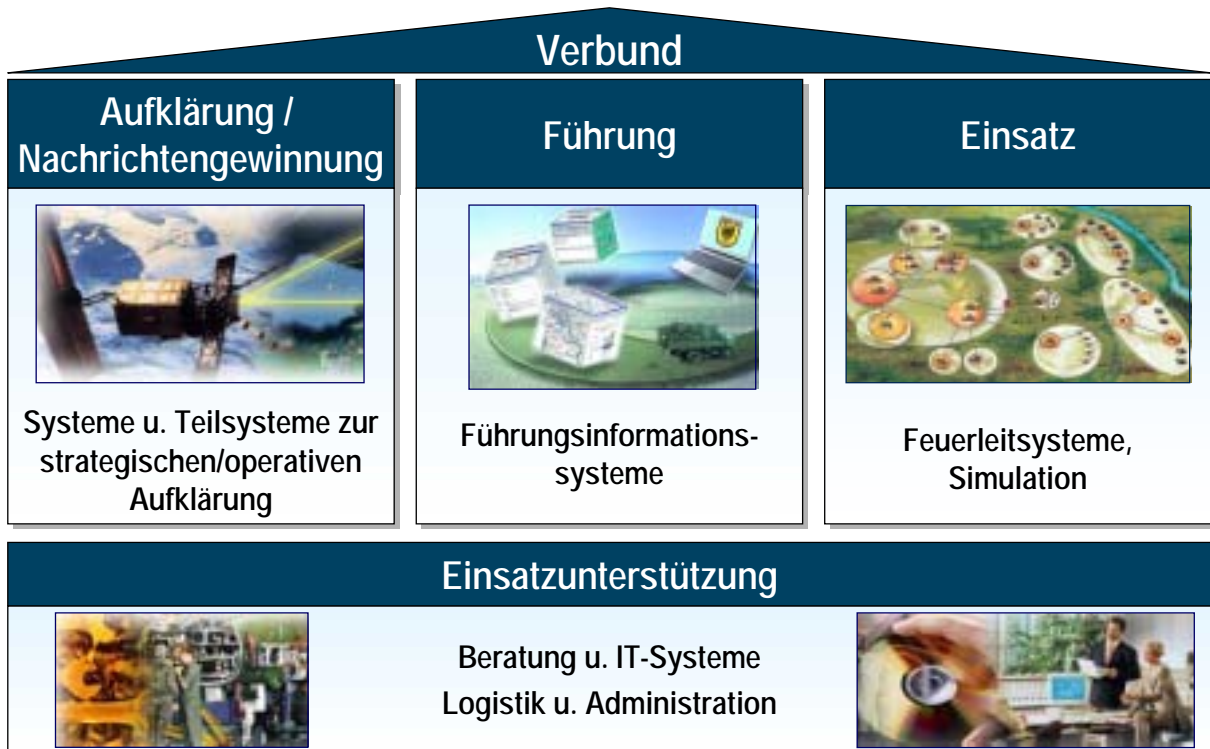 Verbund
Aufklärung /
Nachrichtengewinnung
Systeme u. Teilsysteme zur
strategischen/operativen
Aufklärung
Führung
Führungsinformations-
systeme
Einsatz
Feuerleitsysteme,
Simulation
Einsatzunterstützung
Beratung u. IT-Systeme
Logistik u. Administration